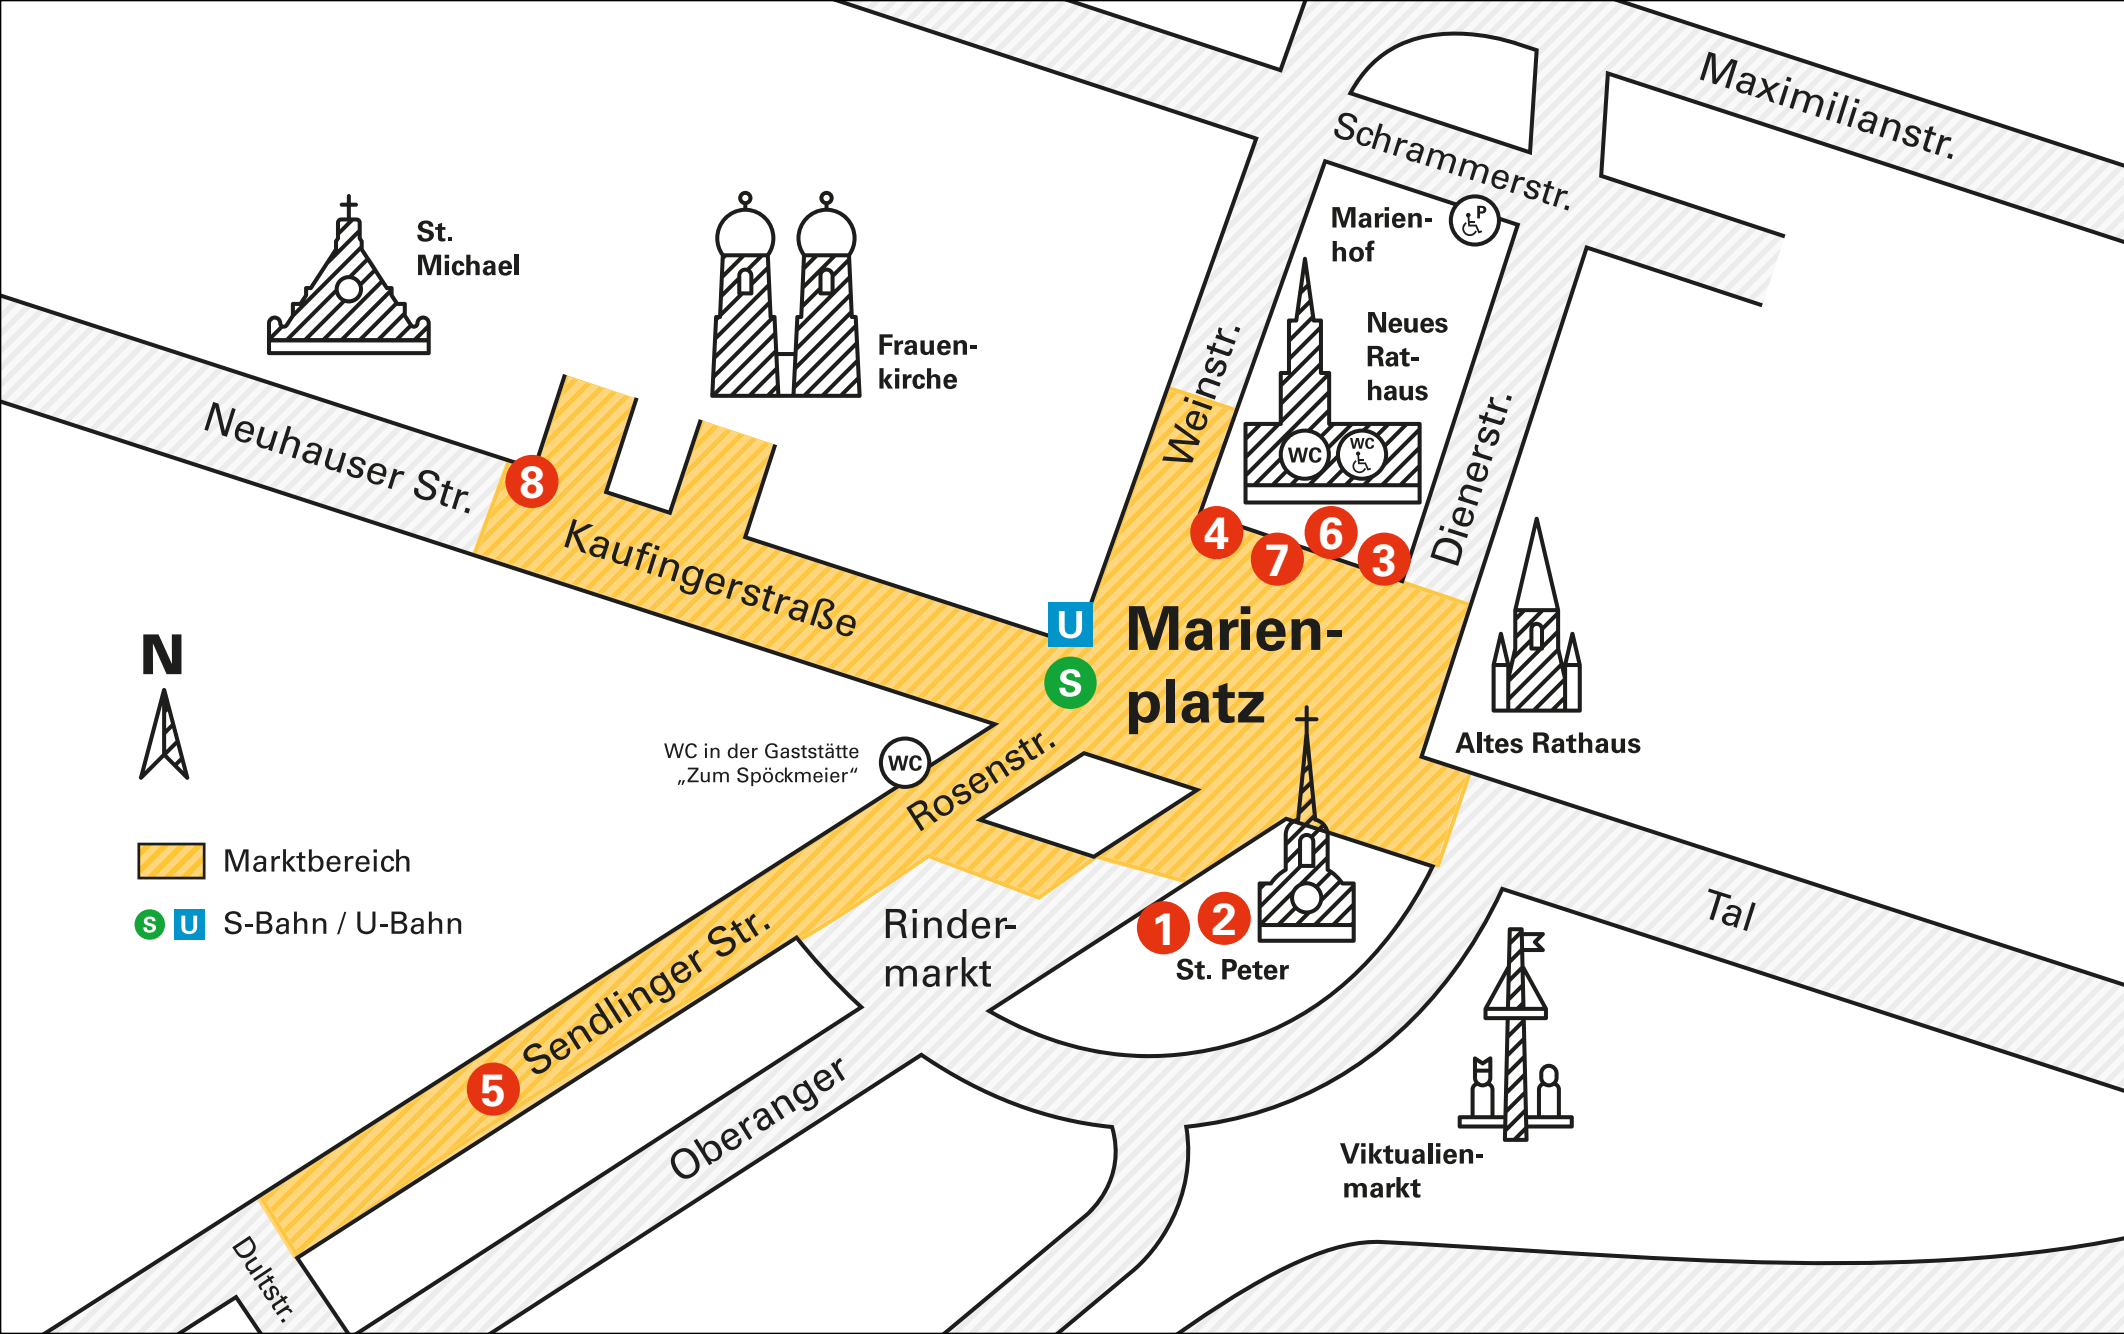 Maximilianstr.
Schrammerstr.
P
Marien-
hof
St.
Michael
Frauen-
kirche
Neues
Rat-
haus
Weinstr.
Dienerstr.
WC
WC
Neuhauser Str.
8
Kaufingerstraße
4
7
6
3
U
S
Marien-
platz
Altes Rathaus
N
WC in der Gaststätte
„Zum Spöckmeier“
WC
Rosenstr.
Marktbereich
S U S-Bahn / U-Bahn
Rinder-
markt
1
2
St. Peter
Tal
Sendlinger Str.
5
Oberanger
Viktualien-
markt
Dultstr.